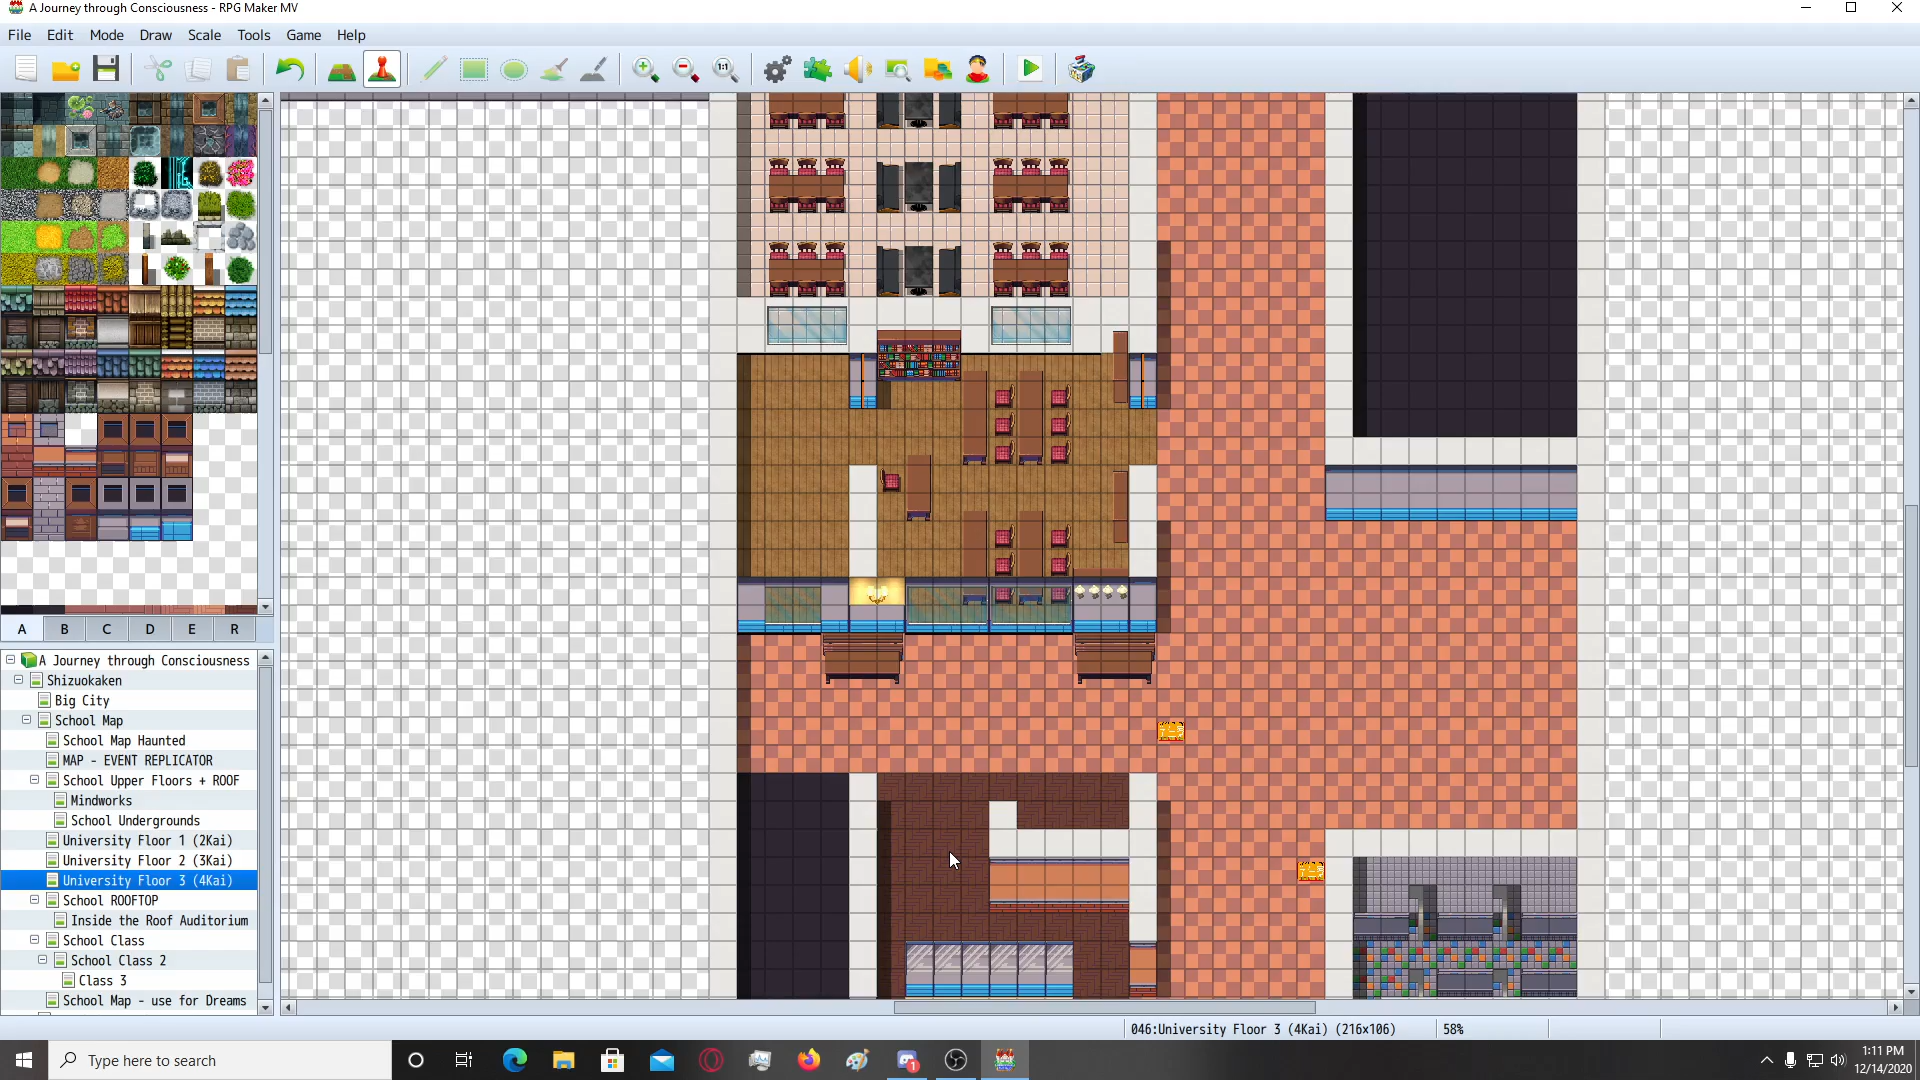 A Journey through Consciousness - RPG Maker MV
File Edit Mode Draw Scale Tools Game Help
1:1
A B C D E R
A Journey through Consciousness
Shizuokaken
Big City
School Map
School Map Haunted
MAP - EVENT REPLICATOR
School Upper Floors + ROOF
Mindworks
School Undergrounds
University Floor 1 (2Kai)
University Floor 2 (3Kai)
University Floor 3 (4Kai)
School ROOFTOP
Inside the Roof Auditorium
School Class
School Class 2
Class 3
School Map - use for Dreams
046:University Floor 3 (4Kai) (216x106) 58%
Type here to search
1
1:11 PM
12/14/2020